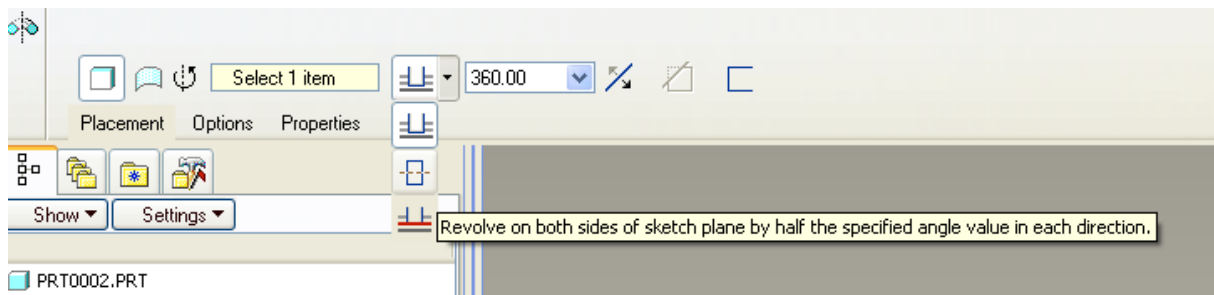 Select 1 item 360.00
Placement Options Properties
Show Settings
Revolve on both sides of sketch plane by half the specified angle value in each direction.
PRT0002.PRT